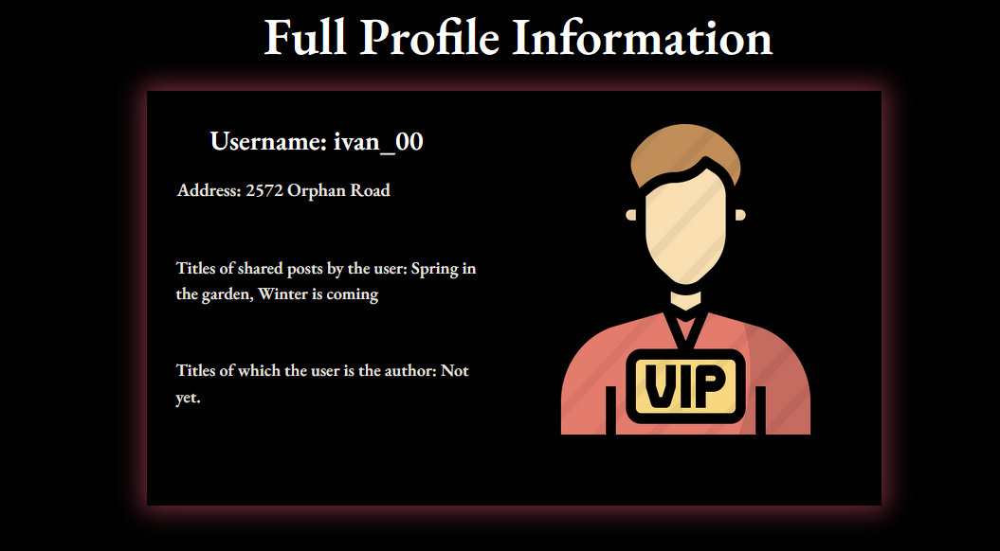 Full Profile Information
Username: ivan_00
Address: 2572 Orphan Road
Titles of shared posts by the user: Spring in
the garden, Winter is coming
Titles of which the user is the author: Not
yet.
VIP